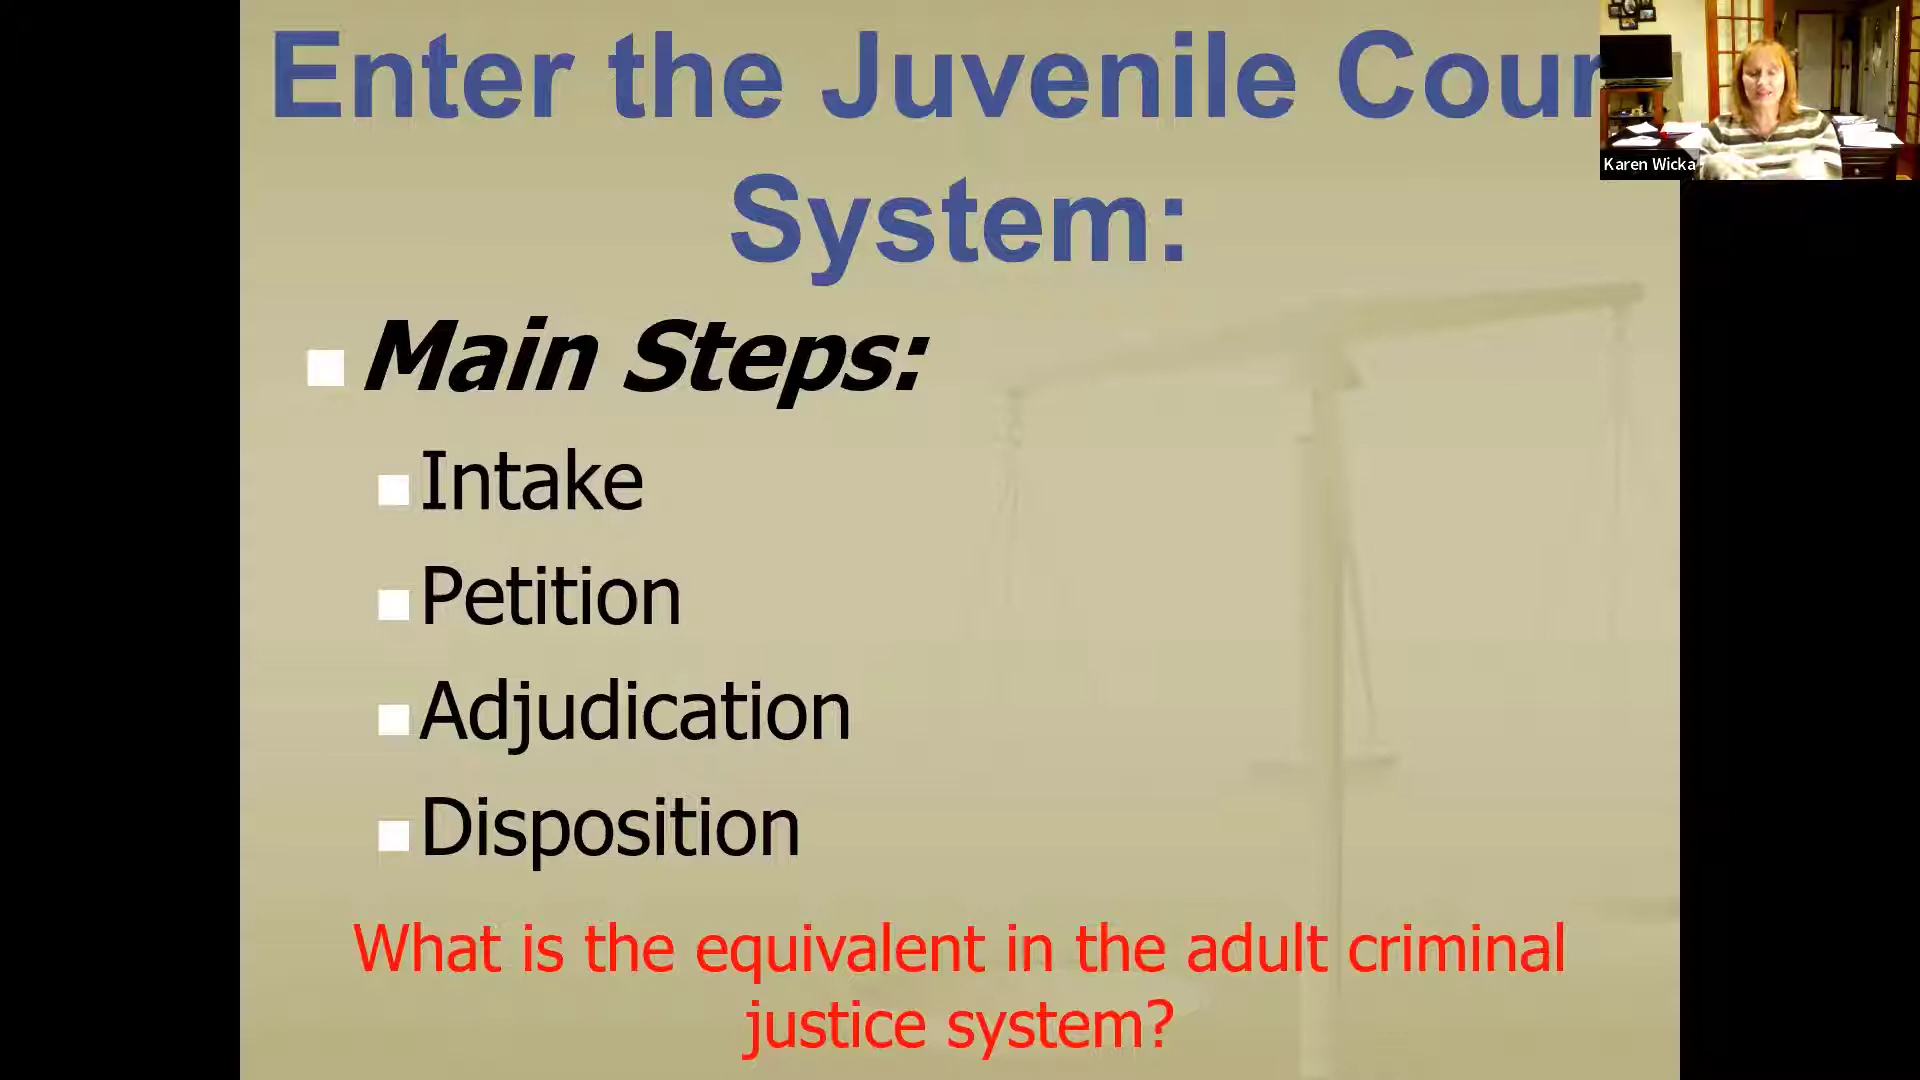 Enter the Juvenile Cour
System:
Main Steps:
Intake
Petition
Adjudication
Disposition
What is the equivalent in the adult criminal
justice system?
Karen Wicka